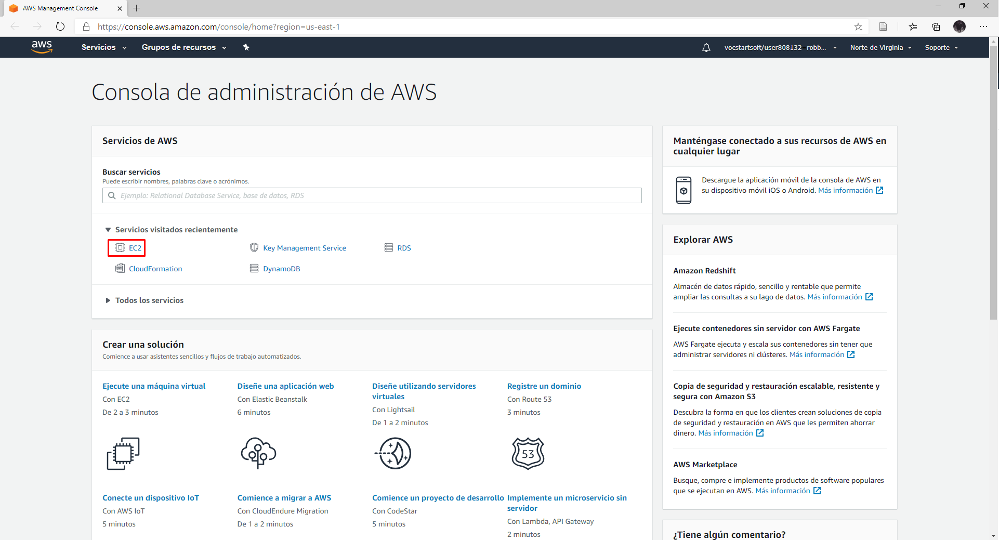 AWS Management Console
https://console.aws.amazon.com/console/home?region=us-east-1
aws
Servicios
Grupos de recursos
vocstartsoft/user808132=robb...
Norte de Virginia
Soporte
Consola de administración de AWS
Servicios de AWS
Buscar servicios
Puede escribir nombres, palabras clave o acrónimos.
Ejemplo: Relational Database Service, base de datos, RDS
Servicios visitados recientemente
EC2
Key Management Service
RDS
CloudFormation
DynamoDB
Todos los servicios
Crear una solución
Comience a usar asistentes sencillos y flujos de trabajo automatizados.
Ejecute una máquina virtual
Con EC2
De 2 a 3 minutos
Diseñe una aplicación web
Con Elastic Beanstalk
6 minutos
Diseñe utilizando servidores
virtuales
Con Lightsail
De 1 a 2 minutos
Registre un dominio
Con Route 53
3 minutos
53
Conecte un dispositivo IoT
Con AWS IoT
5 minutos
Comience a migrar a AWS
Con CloudEndure Migration
De 1 a 2 minutos
Comience un proyecto de desarrollo
Con CodeStar
5 minutos
Implemente un microservicio sin
servidor
Con Lambda, API Gateway
2 minutos
Manténgase conectado a sus recursos de AWS en
cualquier lugar
Descargue la aplicación móvil de la consola de AWS en
su dispositivo móvil iOS o Android. Más información
Explorar AWS
Amazon Redshift
Almacén de datos rápido, sencillo y rentable que permite
ampliar las consultas a su lago de datos. Más información
Ejecute contenedores sin servidor con AWS Fargate
AWS Fargate ejecuta y escala sus contenedores sin tener que
administrar servidores ni clústeres. Más información
Copia de seguridad y restauración escalable, resistente y
segura con Amazon S3
Descubra la forma en que los clientes crean soluciones de copia
de seguridad y restauración en AWS que les permiten ahorrar
dinero. Más información
AWS Marketplace
Busque, compre e implemente productos de software populares
que se ejecutan en AWS. Más información
¿Tiene algún comentario?